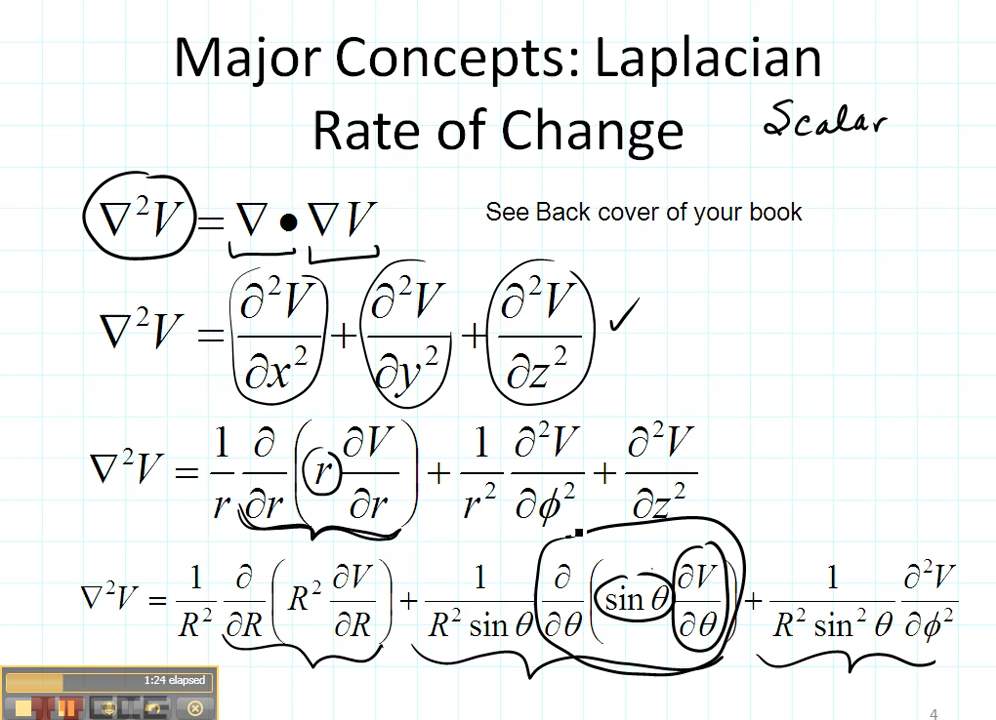 Major Concepts: Laplacian
Rate of Change
Scalar
∇²V = ∇ • ∇V
See Back cover of your book
∇²V = ∂²V/∂x² + ∂²V/∂y² + ∂²V/∂z² ✓
∇²V = 1/r ∂/∂r (r ∂V/∂r) + 1/r² ∂²V/∂ϕ² + ∂²V/∂z²
∇²V = 1/R² ∂/∂R (R² ∂V/∂R) + 1/(R² sin θ) ∂/∂θ (sin θ ∂V/∂θ) + 1/(R² sin² θ) ∂²V/∂ϕ²
1:24 elapsed
4